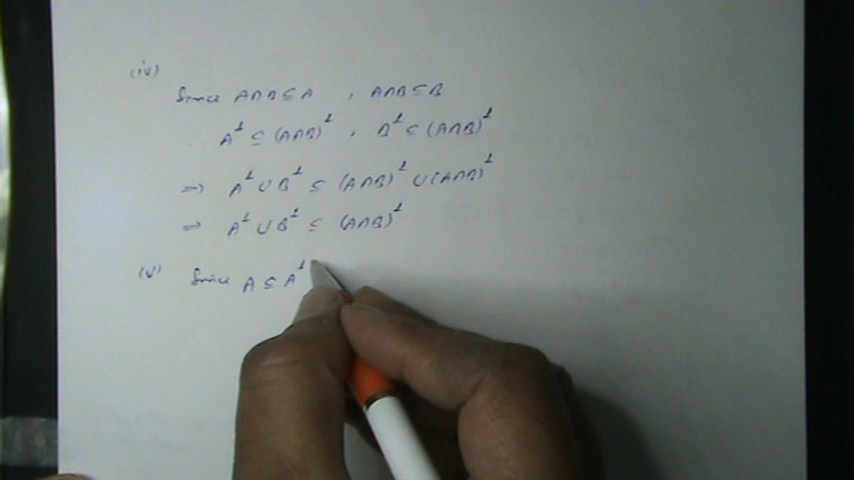 (iv)
Since A∩B⊆A , A∩B⊆B
∴ A^⊥ ⊆ (A∩B)^⊥ , B^⊥ ⊆ (A∩B)^⊥
⇒ A^⊥ ∪ B^⊥ ⊆ (A∩B)^⊥ ∪ (A∩B)^⊥
⇒ A^⊥ ∪ B^⊥ ⊆ (A∩B)^⊥
(v) Since A ⊆ A^⊥